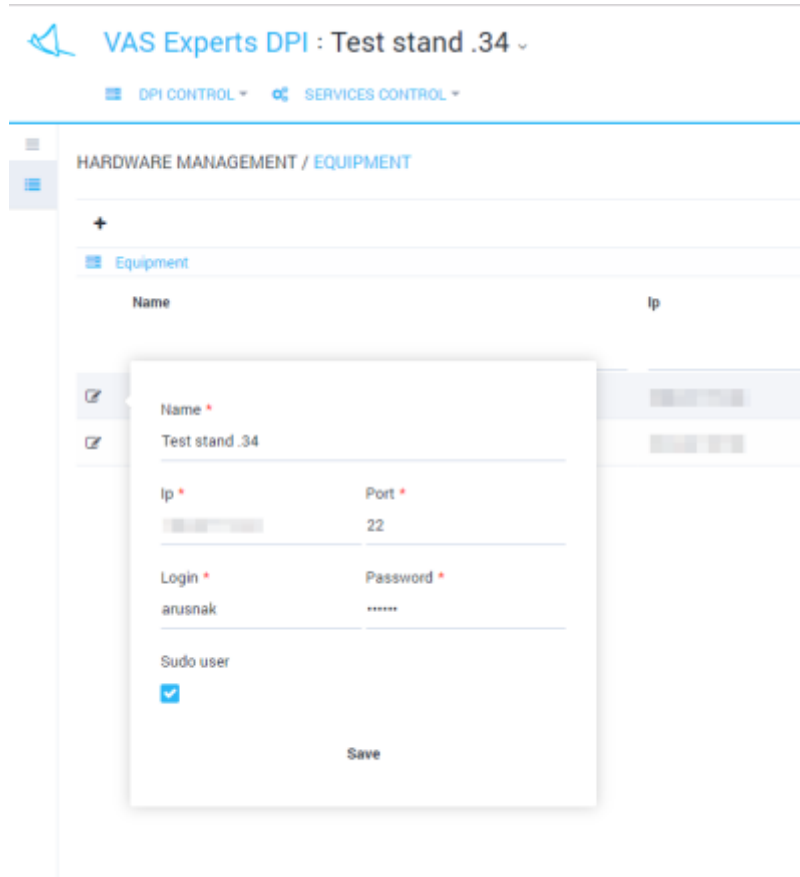 VAS Experts DPI : Test stand .34
DPI CONTROL SERVICES CONTROL
HARDWARE MANAGEMENT / EQUIPMENT
+
Equipment
Name Ip
Name *
Test stand .34
Ip * Port *
22
Login * Password *
arusnak ••••••
Sudo user
Save